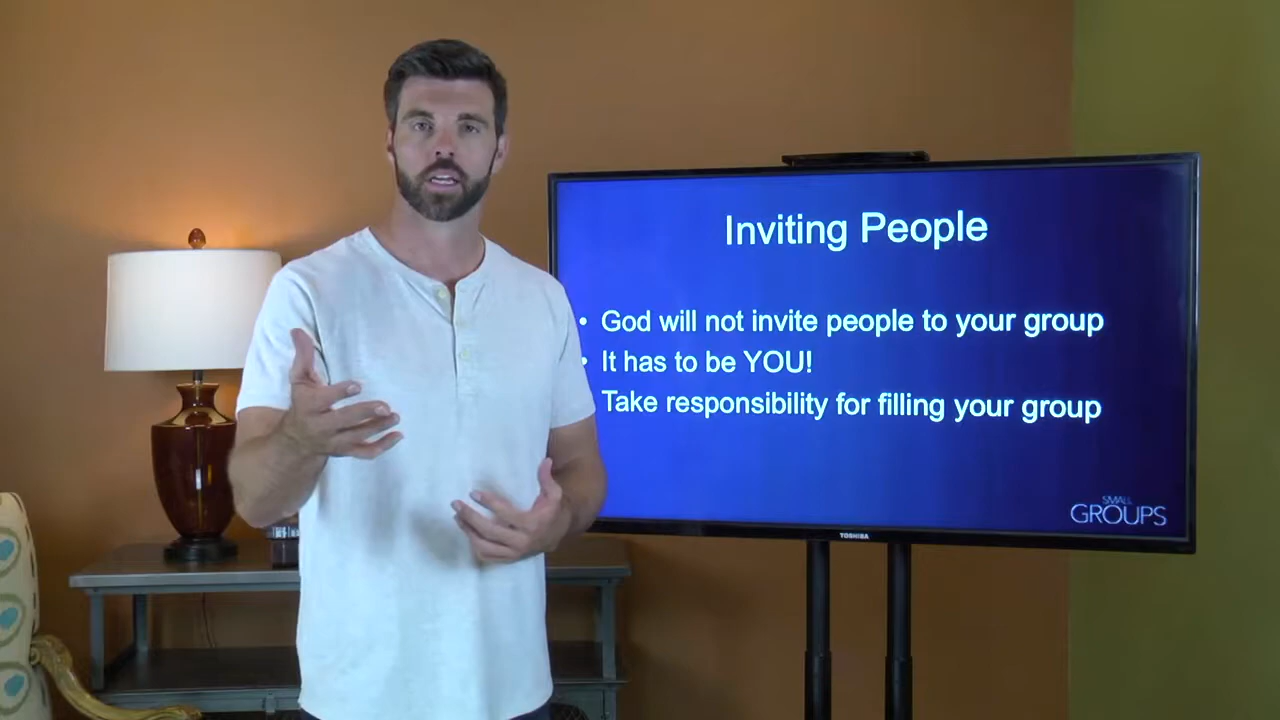 Inviting People
• God will not invite people to your group
• It has to be YOU!
Take responsibility for filling your group
SMALL
GROUPS
TOSHIBA